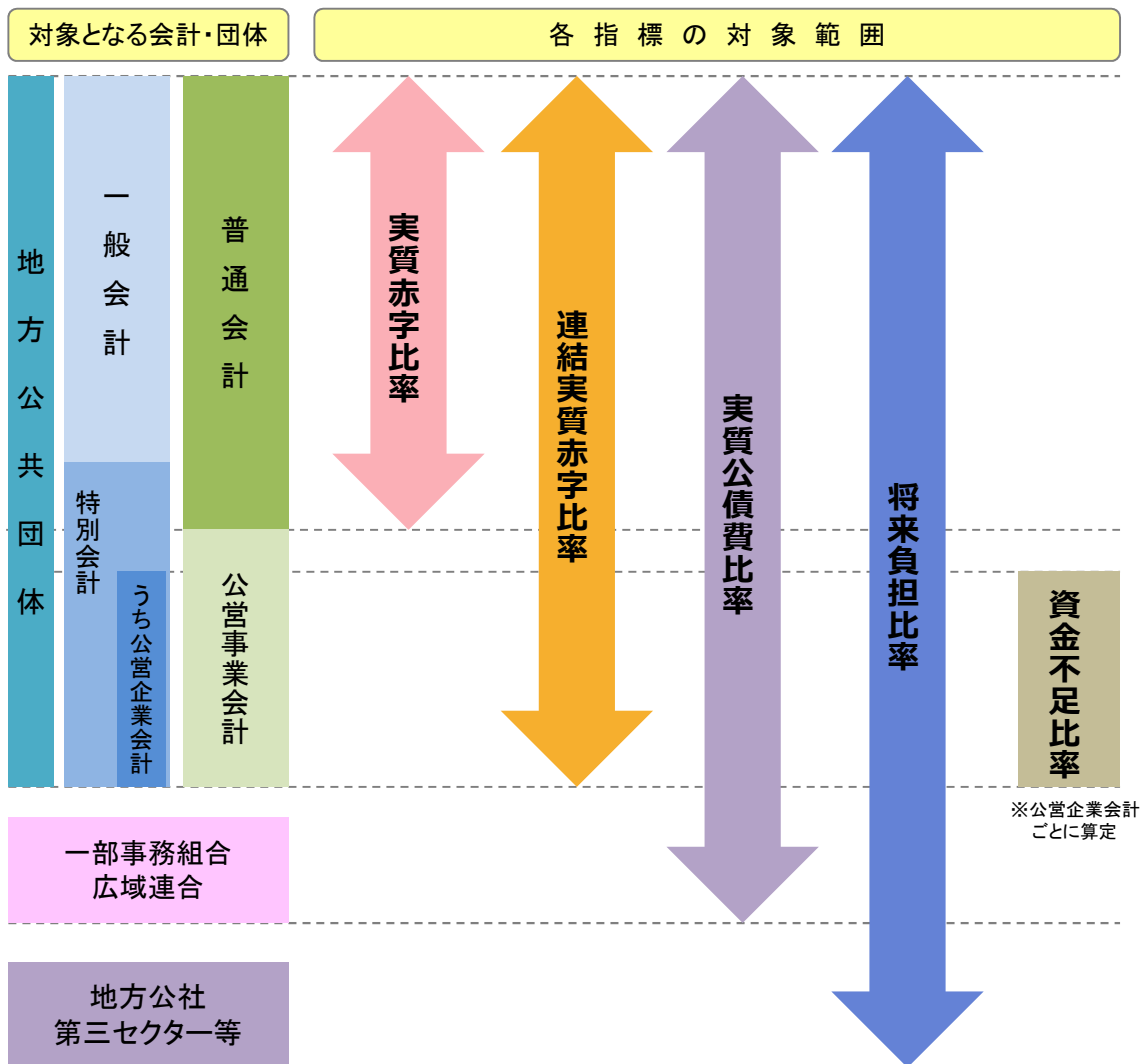 対象となる会計・団体
各指標の対象範囲
地方公共団体
一般会計
特別会計
うち公営企業会計
普通会計
公営事業会計
実質赤字比率
連結実質赤字比率
実質公債費比率
将来負担比率
資金不足比率
※公営企業会計
ごとに算定
一部事務組合
広域連合
地方公社
第三セクター等